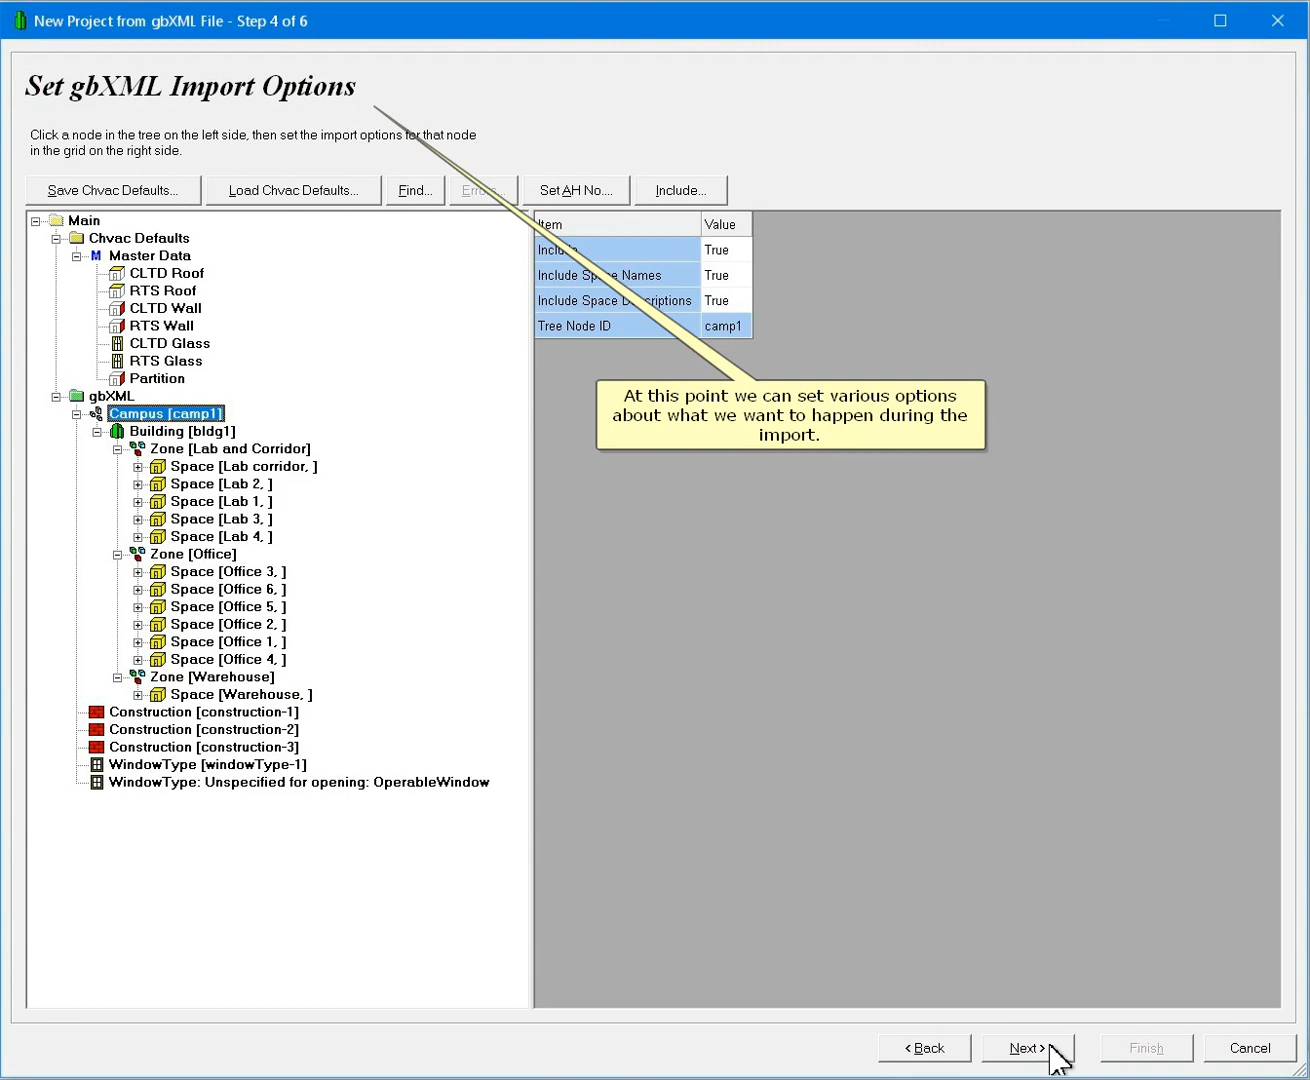 New Project from gbXML File - Step 4 of 6
Set gbXML Import Options
Click a node in the tree on the left side, then set the import options for that node
in the grid on the right side.
Save Chvac Defaults...
Load Chvac Defaults...
Find...
Errors...
Set AH No....
Include...
Main
Chvac Defaults
M Master Data
CLTD Roof
RTS Roof
CLTD Wall
RTS Wall
CLTD Glass
RTS Glass
Partition
gbXML
Campus [camp1]
Building [bldg1]
Zone [Lab and Corridor]
Space [Lab corridor, ]
Space [Lab 2, ]
Space [Lab 1, ]
Space [Lab 3, ]
Space [Lab 4, ]
Zone [Office]
Space [Office 3, ]
Space [Office 6, ]
Space [Office 5, ]
Space [Office 2, ]
Space [Office 1, ]
Space [Office 4, ]
Zone [Warehouse]
Space [Warehouse, ]
Construction [construction-1]
Construction [construction-2]
Construction [construction-3]
WindowType [windowType-1]
WindowType: Unspecified for opening: OperableWindow
Item Value
Include True
Include Space Names True
Include Space Descriptions True
Tree Node ID camp1
At this point we can set various options
about what we want to happen during the
import.
< Back
Next >
Finish
Cancel